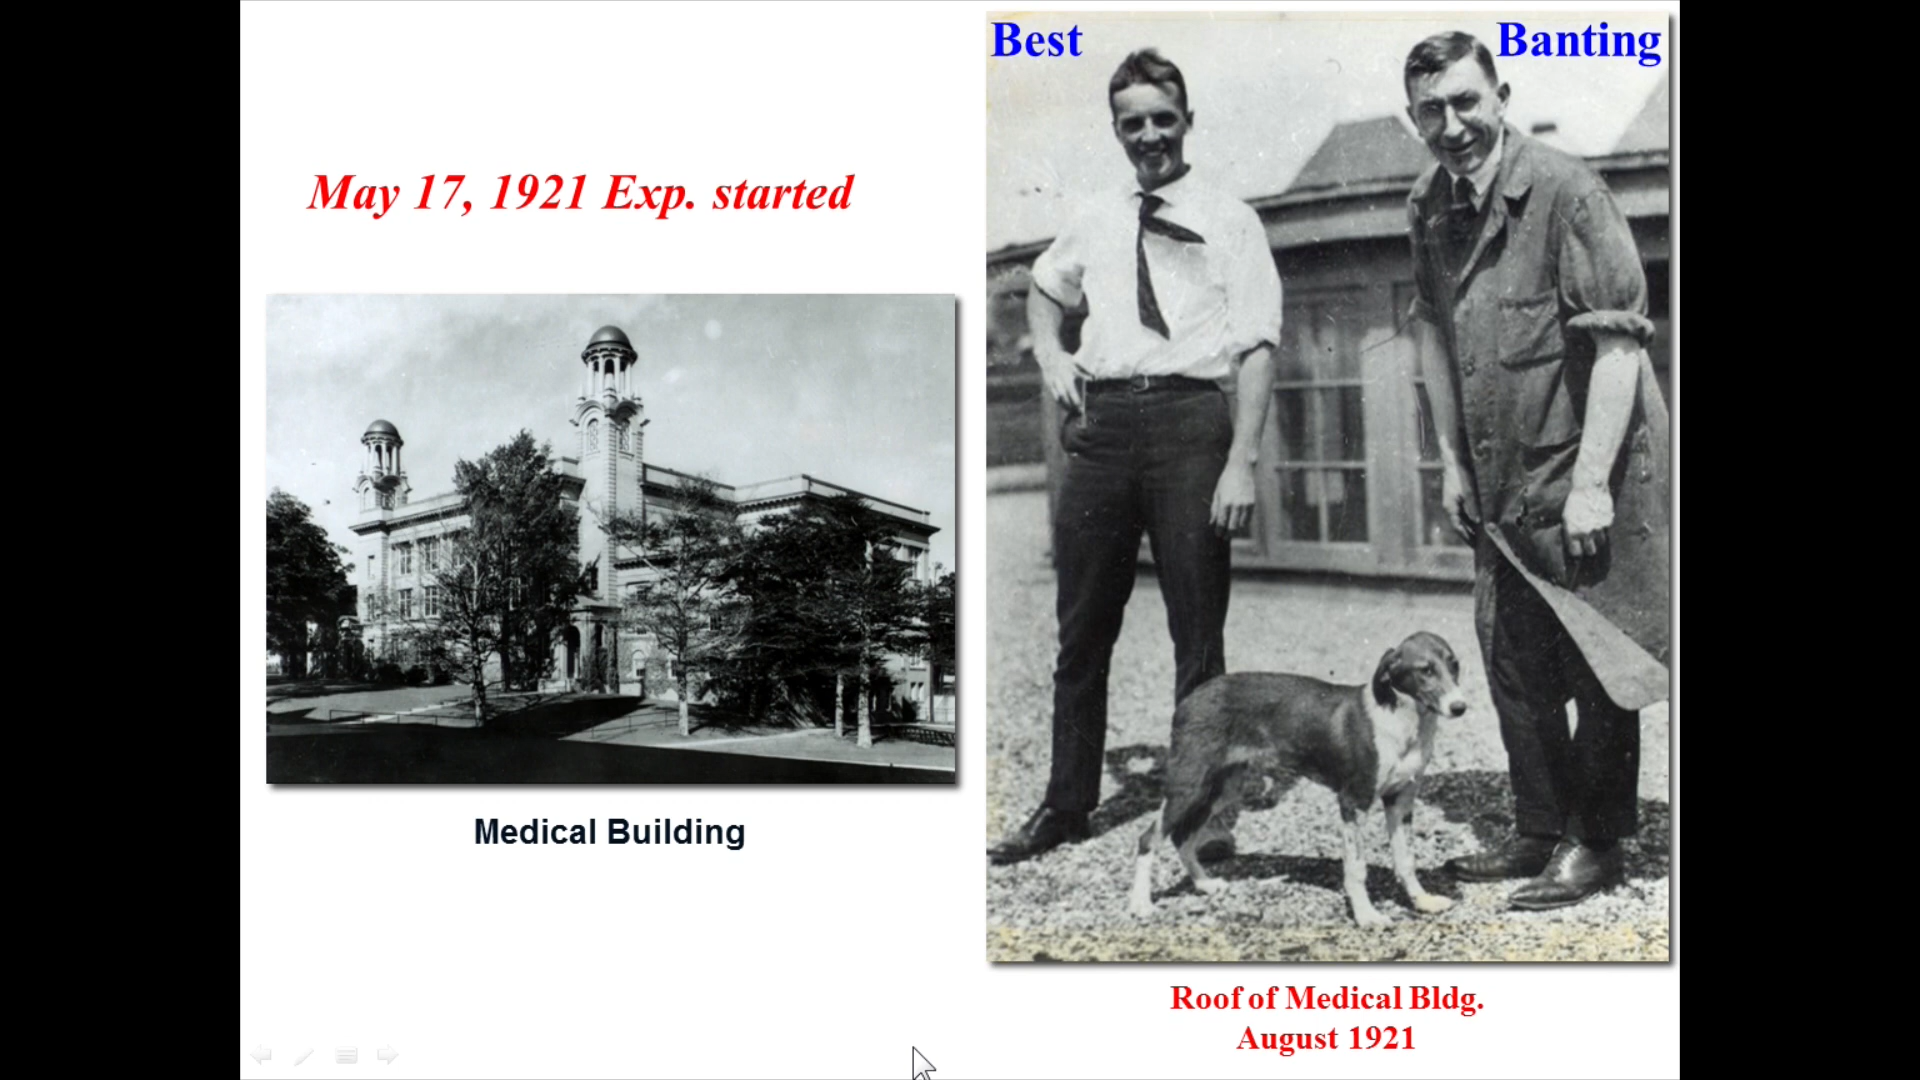 Best
Banting
May 17, 1921 Exp. started
Medical Building
Roof of Medical Bldg.
August 1921